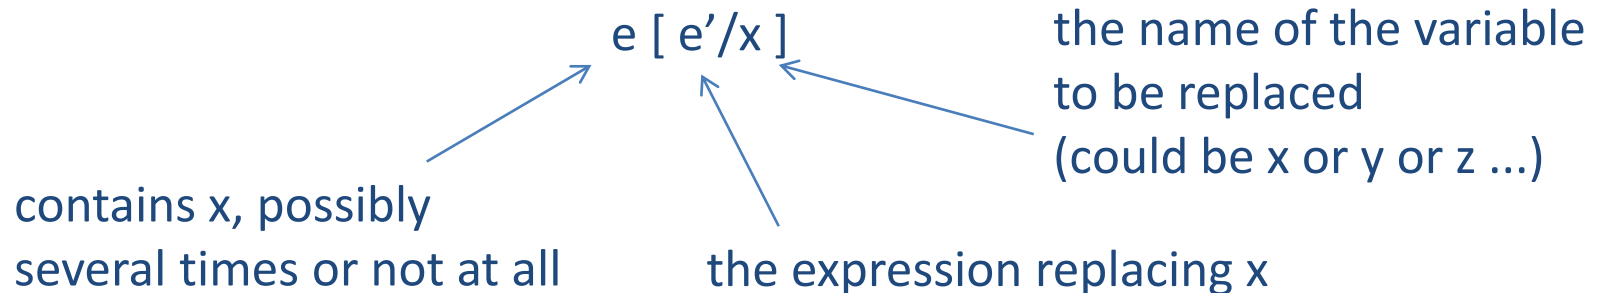 e [ e’/x ]
the name of the variable
to be replaced
(could be x or y or z ...)
contains x, possibly
several times or not at all
the expression replacing x